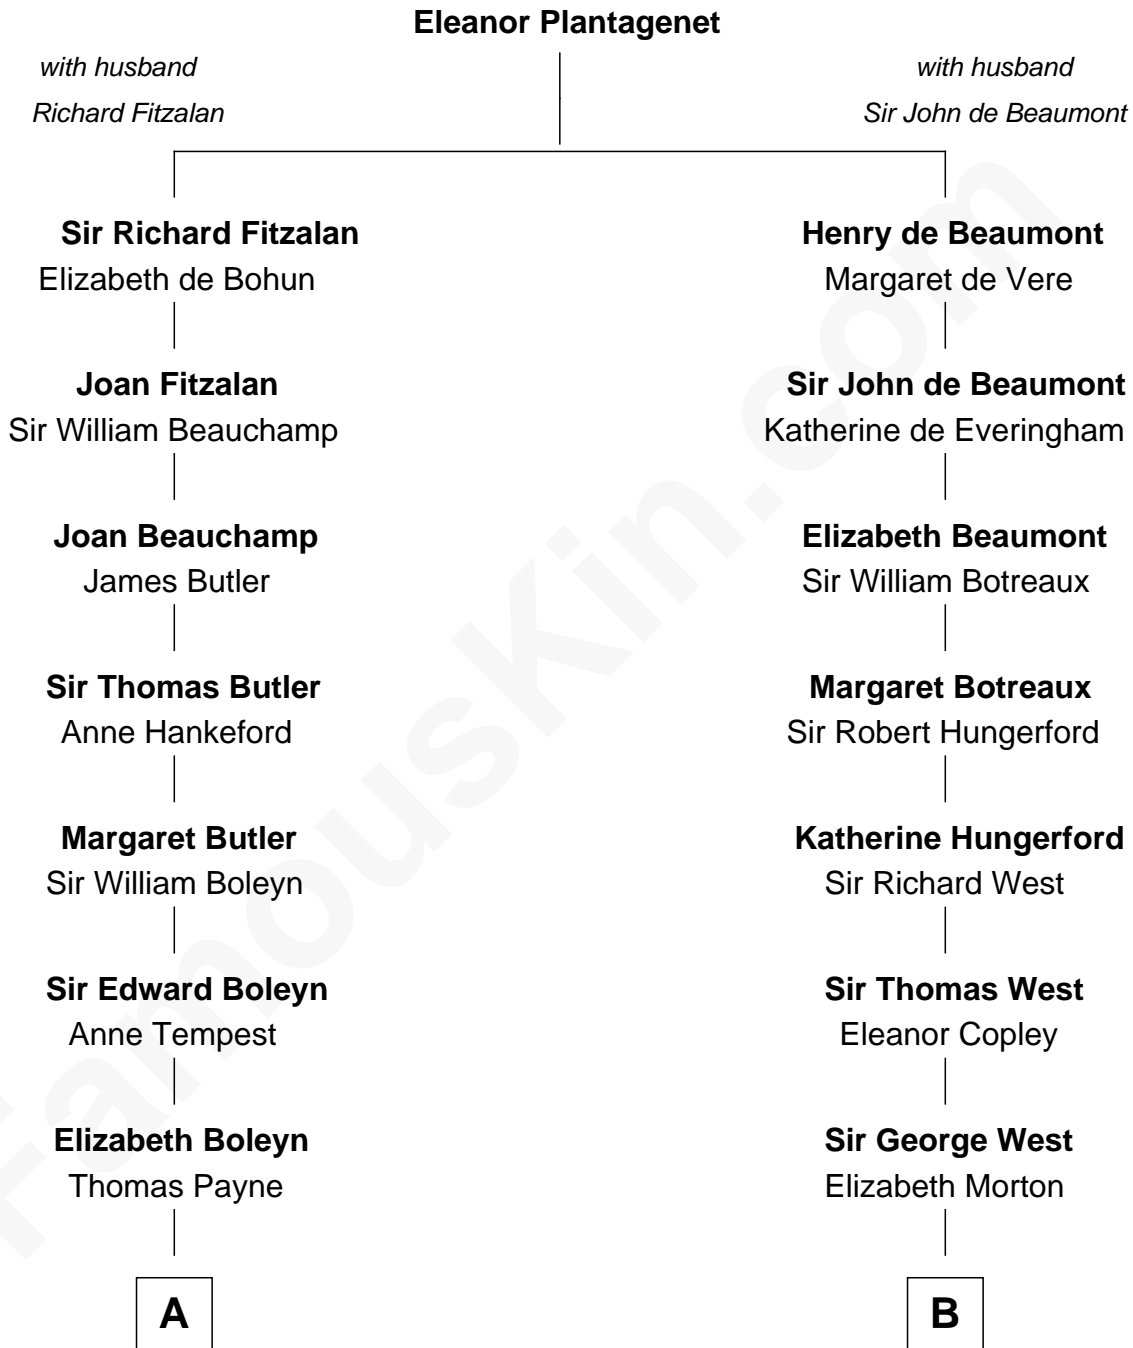 Eleanor Plantagenet
with husband
Richard Fitzalan
with husband
Sir John de Beaumont
Sir Richard Fitzalan
Elizabeth de Bohun
Joan Fitzalan
Sir William Beauchamp
Joan Beauchamp
James Butler
Sir Thomas Butler
Anne Hankeford
Margaret Butler
Sir William Boleyn
Sir Edward Boleyn
Anne Tempest
Elizabeth Boleyn
Thomas Payne
A
Henry de Beaumont
Margaret de Vere
Sir John de Beaumont
Katherine de Everingham
Elizabeth Beaumont
Sir William Botreaux
Margaret Botreaux
Sir Robert Hungerford
Katherine Hungerford
Sir Richard West
Sir Thomas West
Eleanor Copley
Sir George West
Elizabeth Morton
B
FamousKin.com